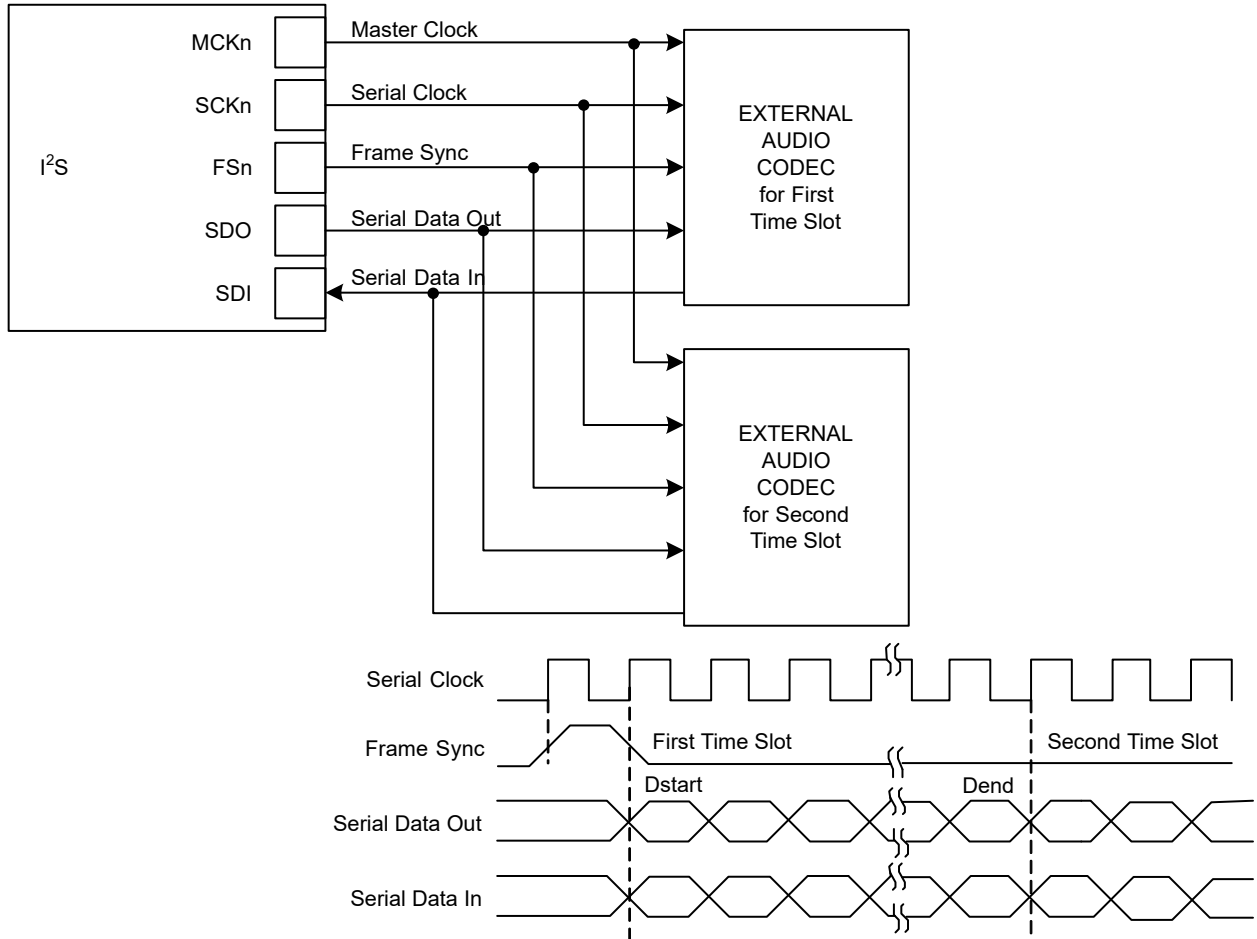 MCKn
Master Clock
SCKn
Serial Clock
I²S
FSn
Frame Sync
SDO
Serial Data Out
SDI
Serial Data In
EXTERNAL
AUDIO
CODEC
for First
Time Slot
EXTERNAL
AUDIO
CODEC
for Second
Time Slot
Serial Clock
Frame Sync
First Time Slot
Second Time Slot
Dstart
Dend
Serial Data Out
Serial Data In